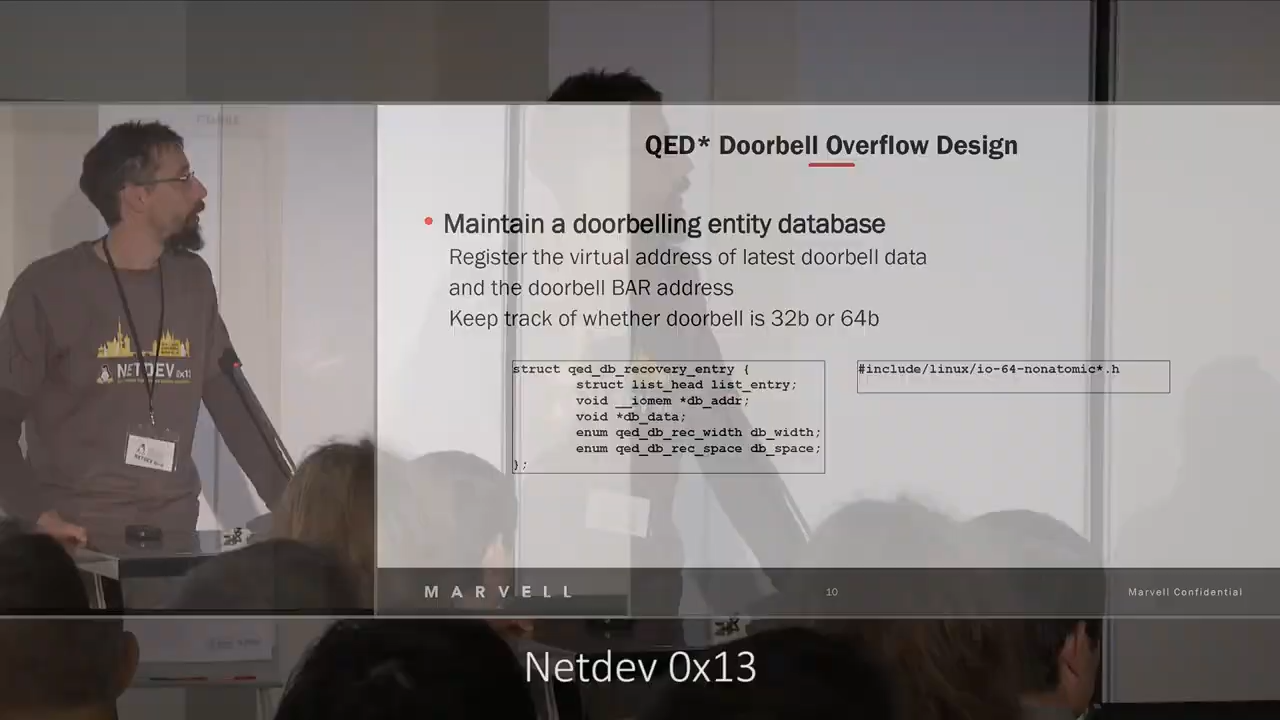 QED* Doorbell Overflow Design
Maintain a doorbelling entity database
Register the virtual address of latest doorbell data
and the doorbell BAR address
Keep track of whether doorbell is 32b or 64b
struct qed_db_recovery_entry {
struct list_head list_entry;
void __iomem *db_addr;
void *db_data;
enum qed_db_rec_width db_width;
enum qed_db_rec_space db_space;
};
#include/linux/io-64-nonatomic*.h
NETDEV 0x13
MARVELL
10
Marvell Confidential
Netdev 0x13